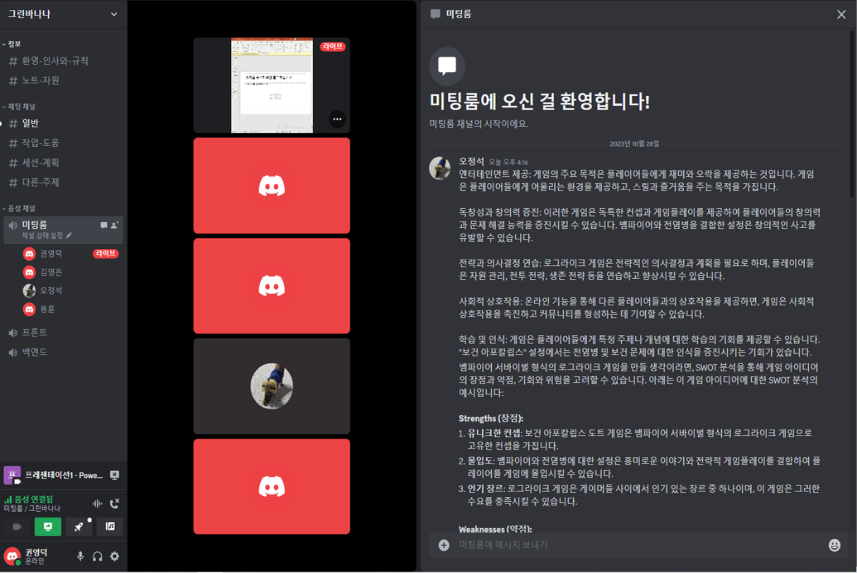 그린바나나
정보
# 환영-인사와-규칙
# 노트-자원
채팅 채널
# 일반
# 작업-도움
# 세션-계획
# 다른-주제
음성 채널
미팅룸
채널 상태 설정
권영덕 라이브
김영은
오정석
용훈
프론트
백엔드
프 프레젠테이션1 - Powe...
음성 연결됨
미팅룸 / 그린바나나
권영덕
온라인
라이브
미팅룸
미팅룸에 오신 걸 환영합니다!
미팅룸 채널의 시작이에요.
2023년 10월 28일
오정석 오늘 오후 4:16
엔터테인먼트 제공: 게임의 주요 목적은 플레이어들에게 재미와 오락을 제공하는 것입니다. 게임
은 플레이어들에게 어울리는 환경을 제공하고, 스릴과 즐거움을 주는 목적을 가집니다.
독창성과 창의력 증진: 이러한 게임은 독특한 컨셉과 게임플레이를 제공하여 플레이어들의 창의력
과 문제 해결 능력을 증진시킬 수 있습니다. 뱀파이어와 전염병을 결합한 설정은 창의적인 사고를
유발할 수 있습니다.
전략과 의사결정 연습: 로그라이크 게임은 전략적인 의사결정과 계획을 필요로 하며, 플레이어들
은 자원 관리, 전투 전략, 생존 전략 등을 연습하고 향상시킬 수 있습니다.
사회적 상호작용: 온라인 기능을 통해 다른 플레이어들과의 상호작용을 제공하면, 게임은 사회적
상호작용을 촉진하고 커뮤니티를 형성하는 데 기여할 수 있습니다.
학습 및 인식: 게임은 플레이어들에게 특정 주제나 개념에 대한 학습의 기회를 제공할 수 있습니다.
"보건 아포칼립스" 설정에서는 전염병 및 보건 문제에 대한 인식을 증진시키는 기회가 있습니다.
뱀파이어 서바이벌 형식의 로그라이크 게임을 만들 생각이라면, SWOT 분석을 통해 게임 아이디어
의 장점과 약점, 기회와 위험을 고려할 수 있습니다. 아래는 이 게임 아이디어에 대한 SWOT 분석의
예시입니다:
Strengths (장점):
1. 유니크한 컨셉: 보건 아포칼립스 도트 게임은 뱀파이어 서바이벌 형식의 로그라이크 게임으로
고유한 컨셉을 가집니다.
2. 몰입도: 뱀파이어와 전염병에 대한 설정은 흥미로운 이야기와 전략적 게임플레이를 결합하여 플
레이어를 게임에 몰입시킬 수 있습니다.
3. 인기 장르: 로그라이크 게임은 게이머들 사이에서 인기 있는 장르 중 하나이며, 이 게임은 그러한
수요를 충족시킬 수 있습니다.
Weaknesses (약점):
미팅룸에 메시지 보내기